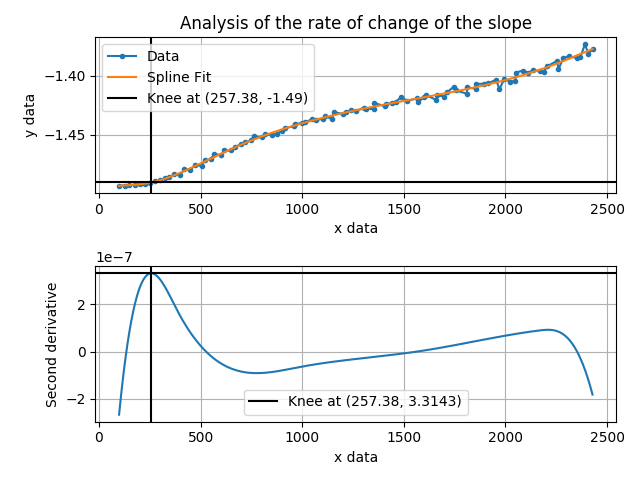 Analysis of the rate of change of the slope
Data
Spline Fit
Knee at (257.38, -1.49)
−1.40
−1.45
y data
0 500 1000 1500 2000 2500
x data
1e−7
2
0
−2
Second derivative
Knee at (257.38, 3.3143)
0 500 1000 1500 2000 2500
x data